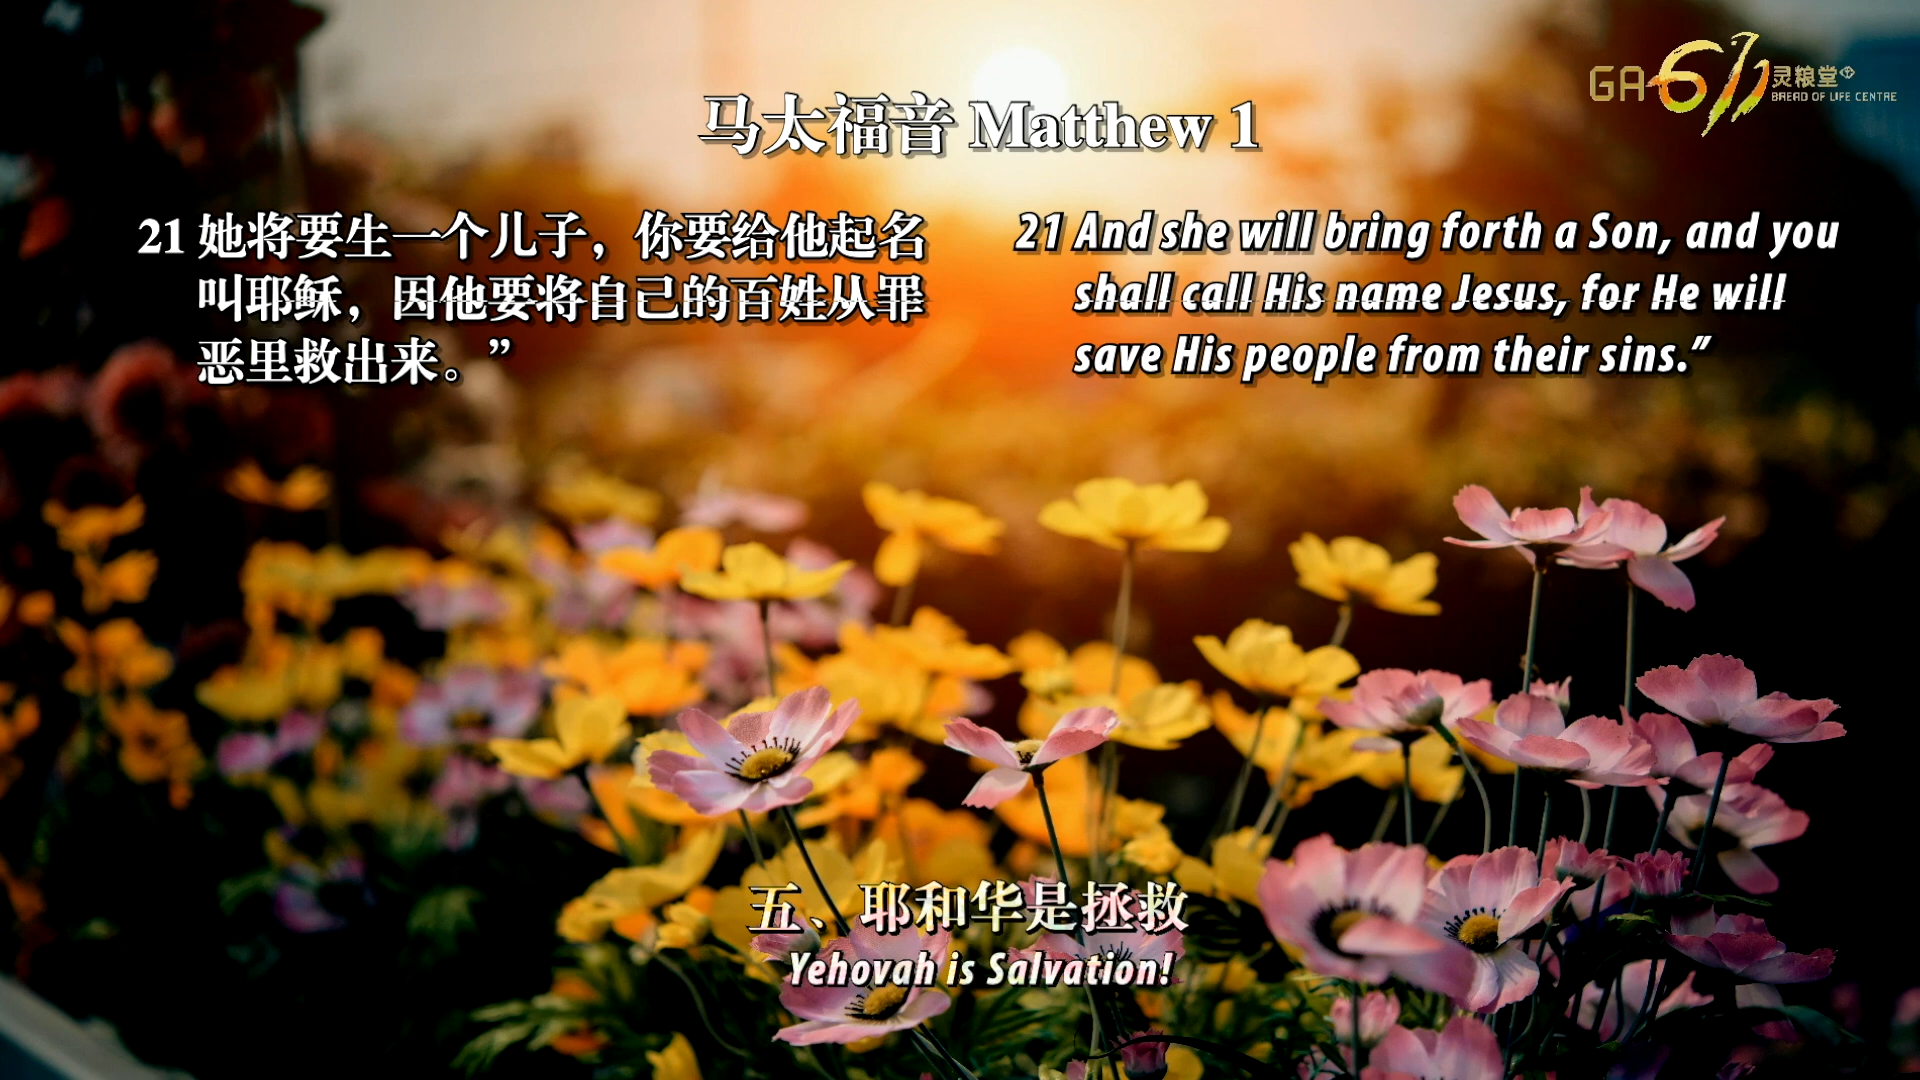 GA 611 灵粮堂
BREAD OF LIFE CENTRE
马太福音 Matthew 1
21 她将要生一个儿子，你要给他起名
叫耶稣，因他要将自己的百姓从罪
恶里救出来。”
21 And she will bring forth a Son, and you
shall call His name Jesus, for He will
save His people from their sins.”
五、耶和华是拯救
Yehovah is Salvation!